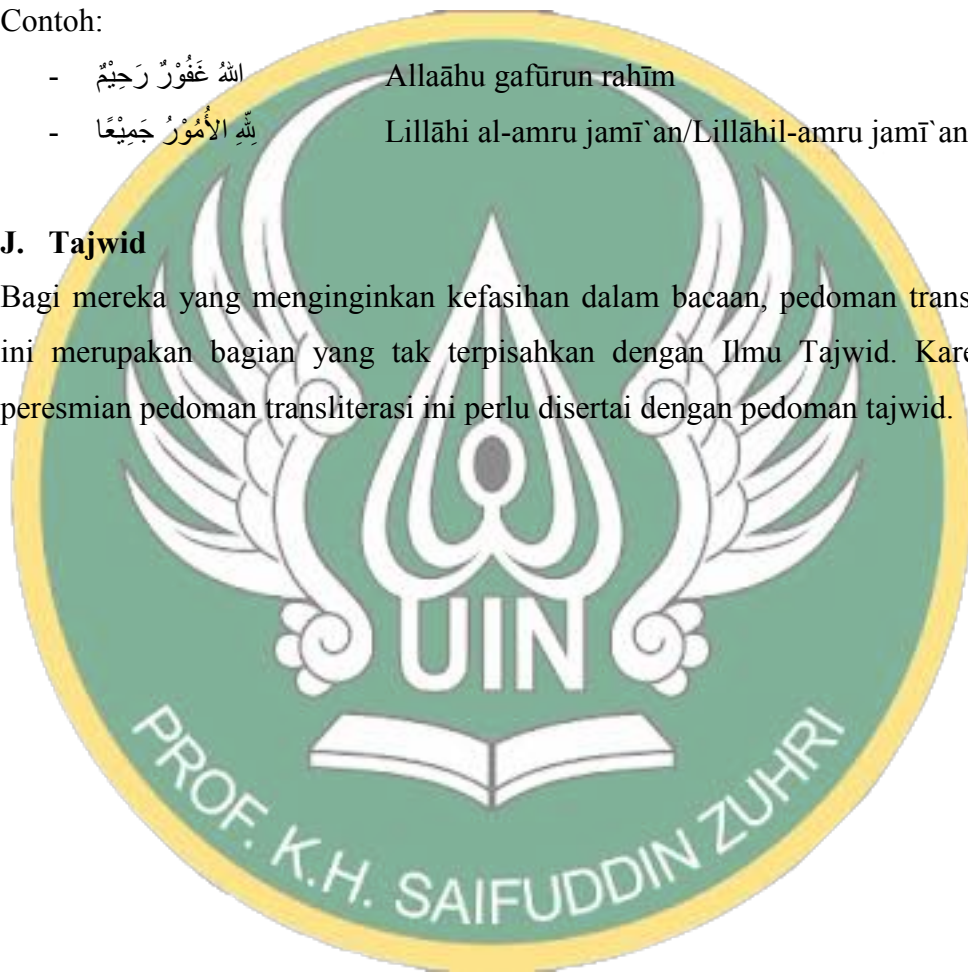 Contoh:
- اللهُ غَفُوْرٌ رَحِيْمٌ Allaāhu gafūrun rahīm
- لِلّٰهِ الأُمُوْرُ جَمِيْعًا Lillāhi al-amru jamī`an/Lillāhil-amru jamī`an
J. Tajwid
Bagi mereka yang menginginkan kefasihan dalam bacaan, pedoman trans
ini merupakan bagian yang tak terpisahkan dengan Ilmu Tajwid. Kare
peresmian pedoman transliterasi ini perlu disertai dengan pedoman tajwid.
UIN
PROF. K.H. SAIFUDDIN ZUHRI